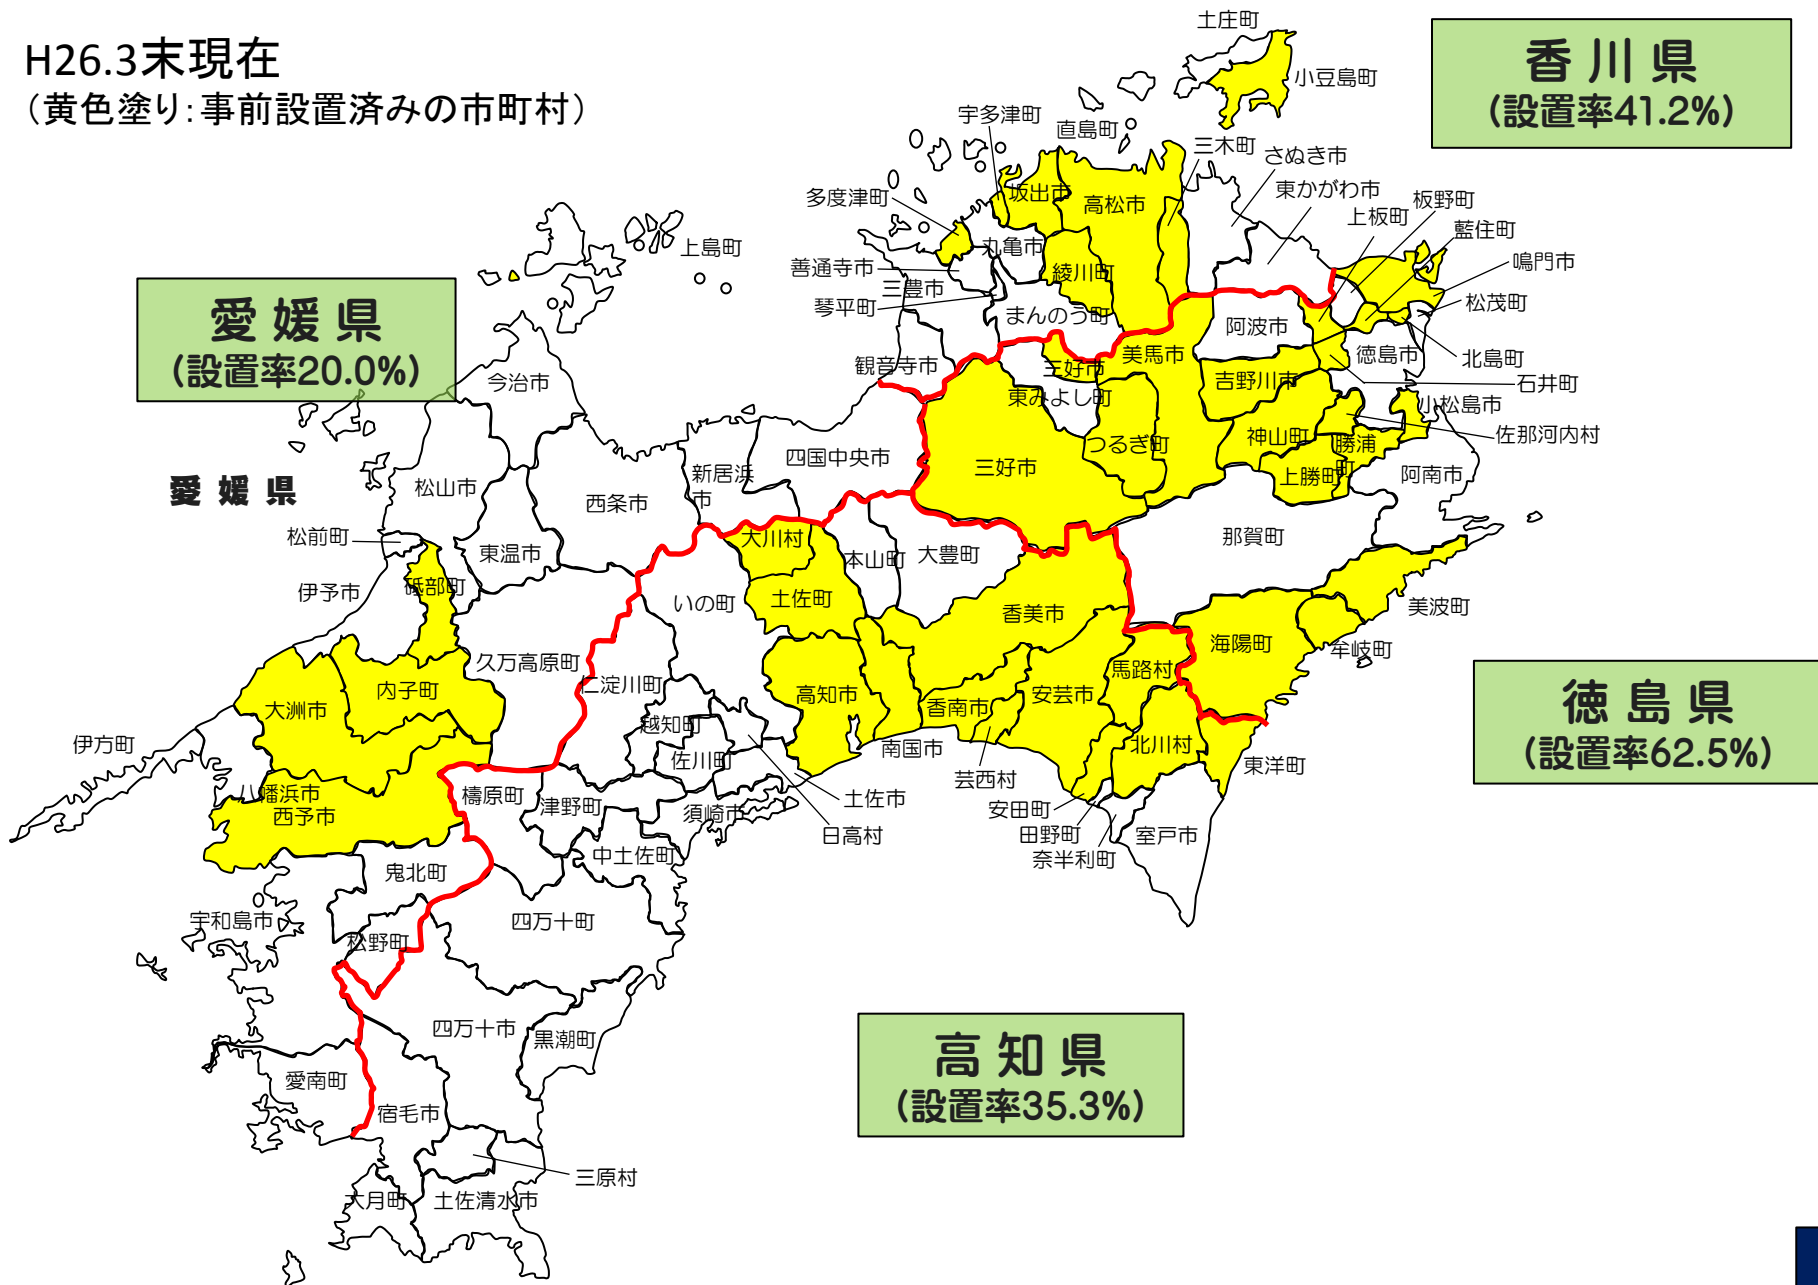 H26.3末現在
（黄色塗り：事前設置済みの市町村）
香川県
（設置率41.2%）
愛媛県
（設置率20.0%）
徳島県
（設置率62.5%）
高知県
（設置率35.3%）
愛媛県
土庄町
小豆島町
宇多津町
直島町
三木町
さぬき市
東かがわ市
多度津町
坂出市
高松市
丸亀市
善通寺市
三豊市
綾川町
琴平町
まんのう町
観音寺市
上板町
板野町
藍住町
鳴門市
松茂町
北島町
徳島市
石井町
小松島市
佐那河内村
阿波市
美馬市
吉野川市
三好市
東みよし町
つるぎ町
神山町
勝浦町
上勝町
阿南市
三好市
那賀町
美波町
牟岐町
海陽町
上島町
今治市
松山市
西条市
新居浜市
四国中央市
松前町
東温市
伊予市
砥部町
久万高原町
内子町
大洲市
伊方町
八幡浜市
西予市
鬼北町
宇和島市
松野町
愛南町
大川村
本山町
大豊町
いの町
土佐町
香美市
仁淀川町
高知市
馬路村
安芸市
香南市
越知町
佐川町
南国市
芸西村
北川村
東洋町
安田町
田野町
奈半利町
室戸市
土佐市
日高村
須崎市
檮原町
津野町
中土佐町
四万十町
四万十市
黒潮町
宿毛市
三原村
大月町
土佐清水市